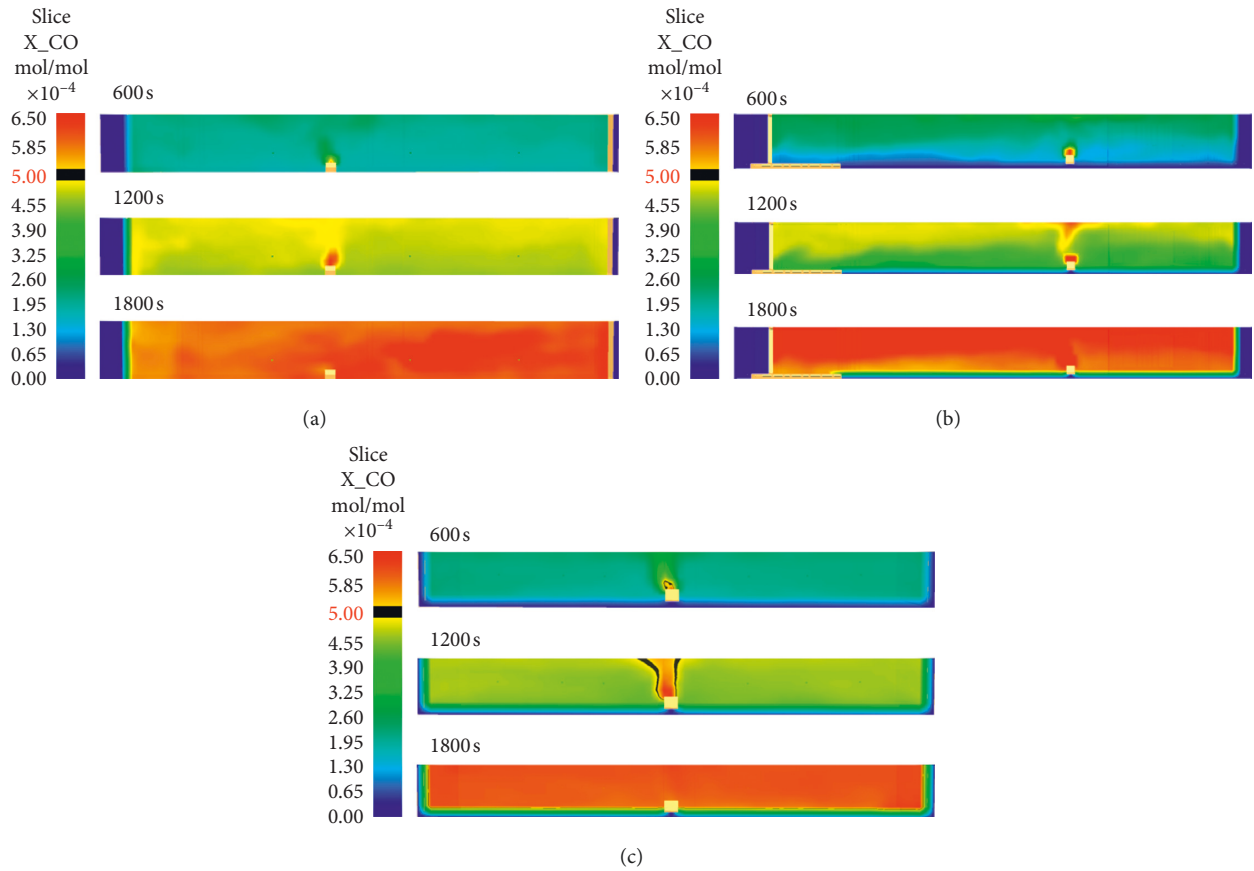 Slice
X_CO
mol/mol
×10⁻⁴
6.50
5.85
5.00
4.55
3.90
3.25
2.60
1.95
1.30
0.65
0.00
600 s
1200 s
1800 s
(a)
Slice
X_CO
mol/mol
×10⁻⁴
6.50
5.85
5.00
4.55
3.90
3.25
2.60
1.95
1.30
0.65
0.00
600 s
1200 s
1800 s
(b)
Slice
X_CO
mol/mol
×10⁻⁴
6.50
5.85
5.00
4.55
3.90
3.25
2.60
1.95
1.30
0.65
0.00
600 s
1200 s
1800 s
(c)